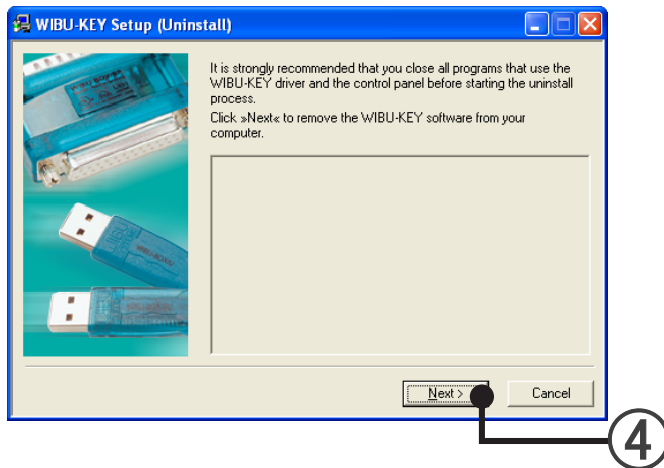 WIBU-KEY Setup (Uninstall)
It is strongly recommended that you close all programs that use the
WIBU-KEY driver and the control panel before starting the uninstall
process.
Click »Next« to remove the WIBU-KEY software from your
computer.
Next >
Cancel
4